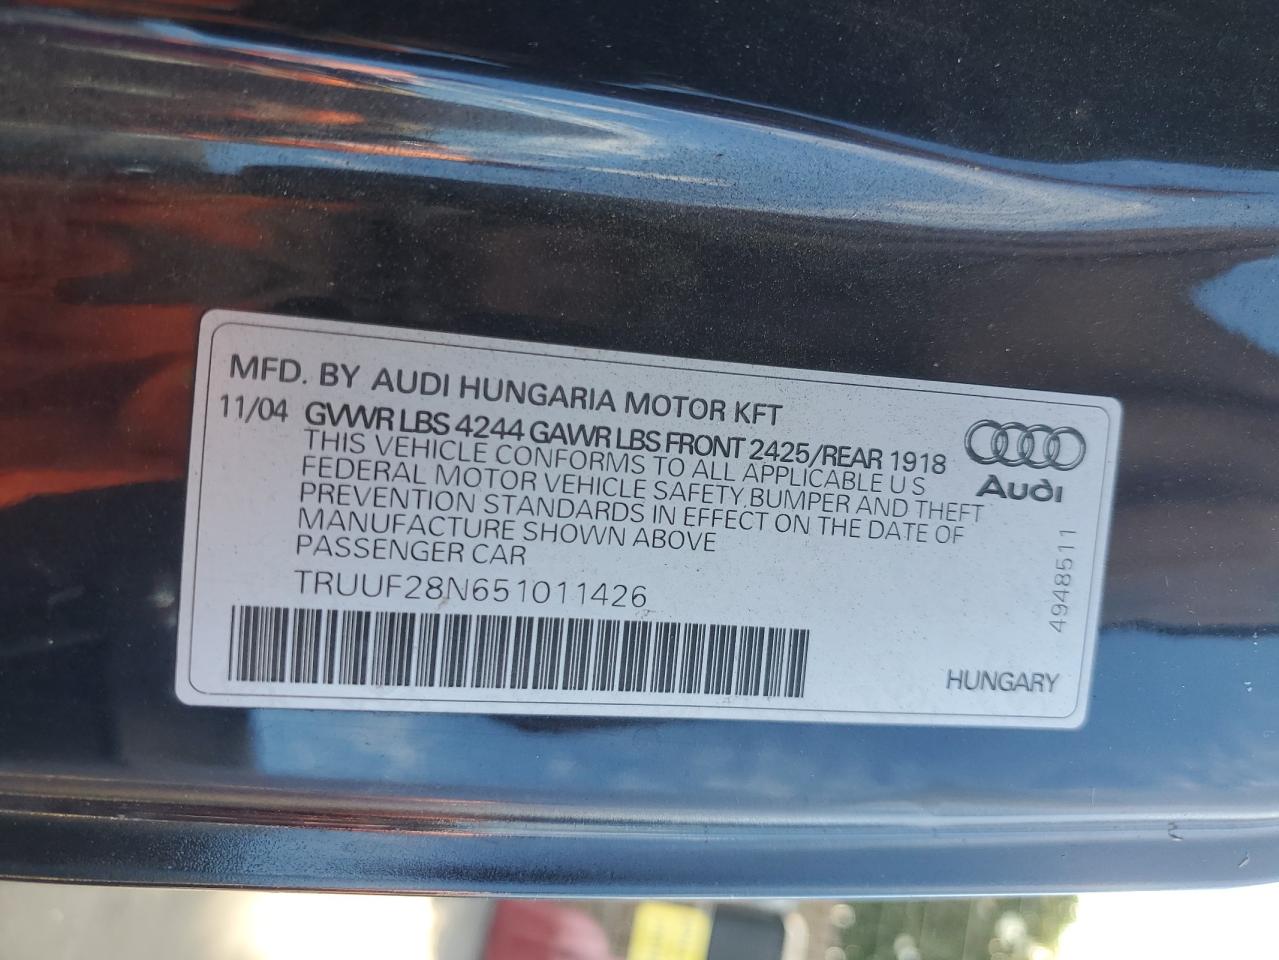 MFD. BY AUDI HUNGARIA MOTOR KFT
11/04 GVWR LBS 4244 GAWR LBS FRONT 2425/REAR 1918
THIS VEHICLE CONFORMS TO ALL APPLICABLE US
FEDERAL MOTOR VEHICLE SAFETY, BUMPER AND THEFT
PREVENTION STANDARDS IN EFFECT ON THE DATE OF
MANUFACTURE SHOWN ABOVE
PASSENGER CAR
TRUUF28N651011426
Audi
4948511
HUNGARY